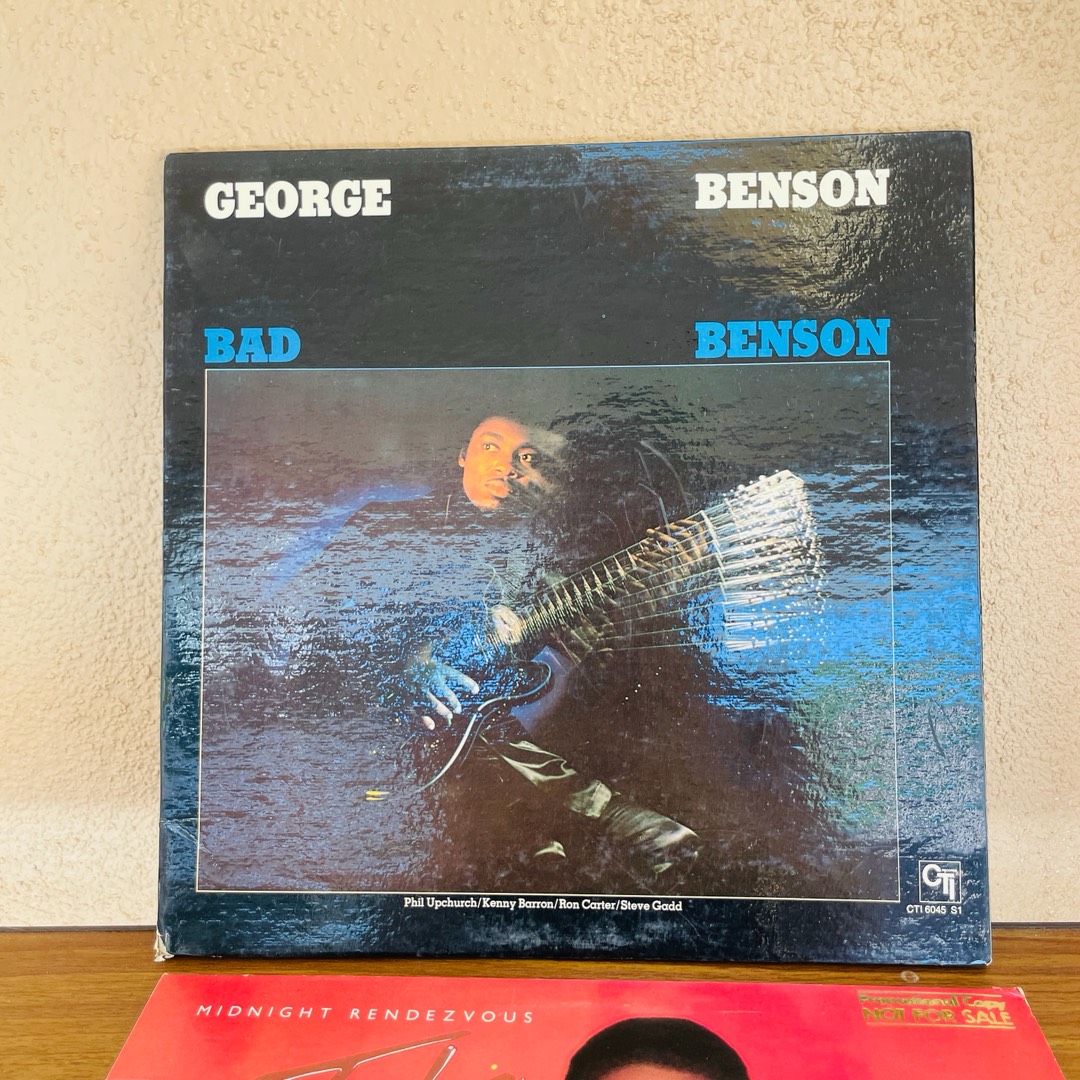 GEORGE BENSON
BAD BENSON
Phil Upchurch/Kenny Barron/Ron Carter/Steve Gadd
CTI
CTI 6045 S1
MIDNIGHT RENDEZVOUS
Promotional Copy
NOT FOR SALE